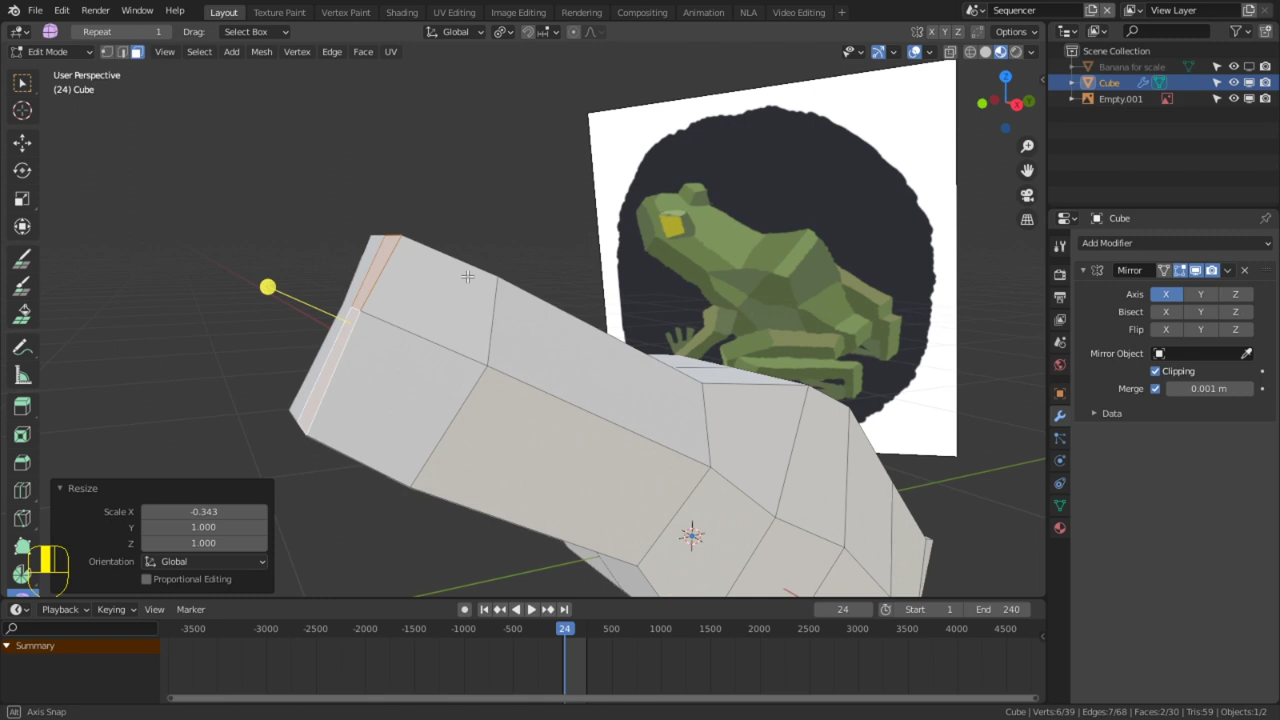 File Edit Render Window Help Layout Texture Paint Vertex Paint Shading UV Editing Image Editing Rendering Compositing Animation NLA Video Editing + Sequencer View Layer
Repeat 1 Drag: Select Box Global X Y Z Options
Edit Mode View Select Add Mesh Vertex Edge Face UV
Scene Collection
Banana for scale
Cube
Empty.001
User Perspective
(24) Cube
Z
X
Y
Cube
Add Modifier
Mirror
Axis X Y Z
Bisect X Y Z
Flip X Y Z
Mirror Object
Clipping
Merge 0.001 m
Data
Resize
Scale X -0.343
Y 1.000
Z 1.000
Orientation Global
Proportional Editing
Playback Keying View Marker 24 Start 1 End 240
-3500 -3000 -2500 -2000 -1500 -1000 -500 24 500 1000 1500 2000 2500 3000 3500 4000 4500
Summary
Alt Axis Snap Cube | Verts:6/39 | Edges:7/68 | Faces:2/30 | Tris:59 | Objects:1/2